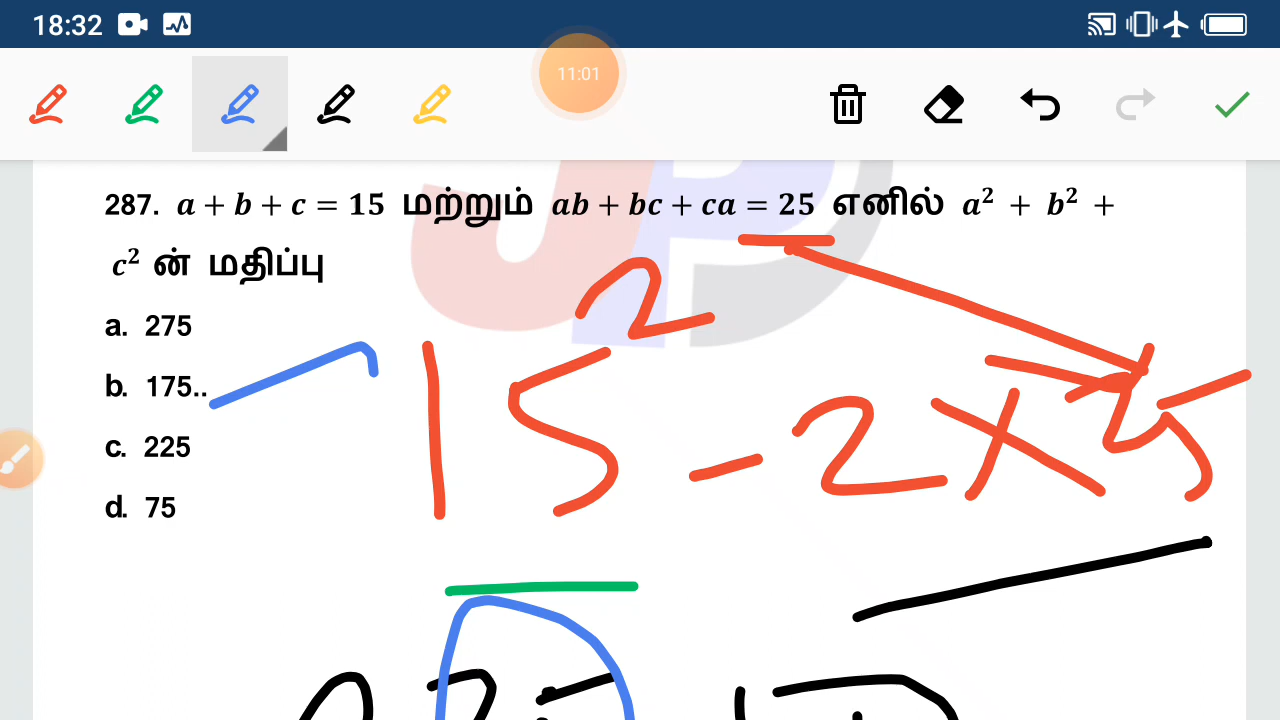 18:32
11:01
287. a + b + c = 15 மற்றும் ab + bc + ca = 25 எனில் a² + b² +
c² ன் மதிப்பு
a. 275
b. 175..
c. 225
d. 75
15² - 2 × 25